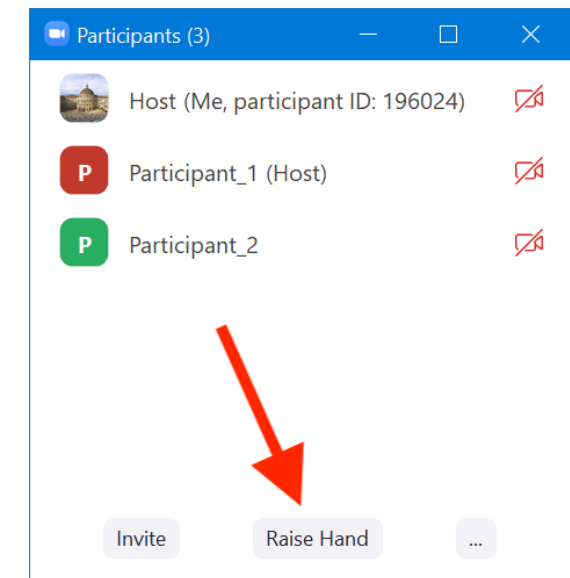 Participants (3)
Host (Me, participant ID: 196024)
P Participant_1 (Host)
P Participant_2
Invite Raise Hand ...